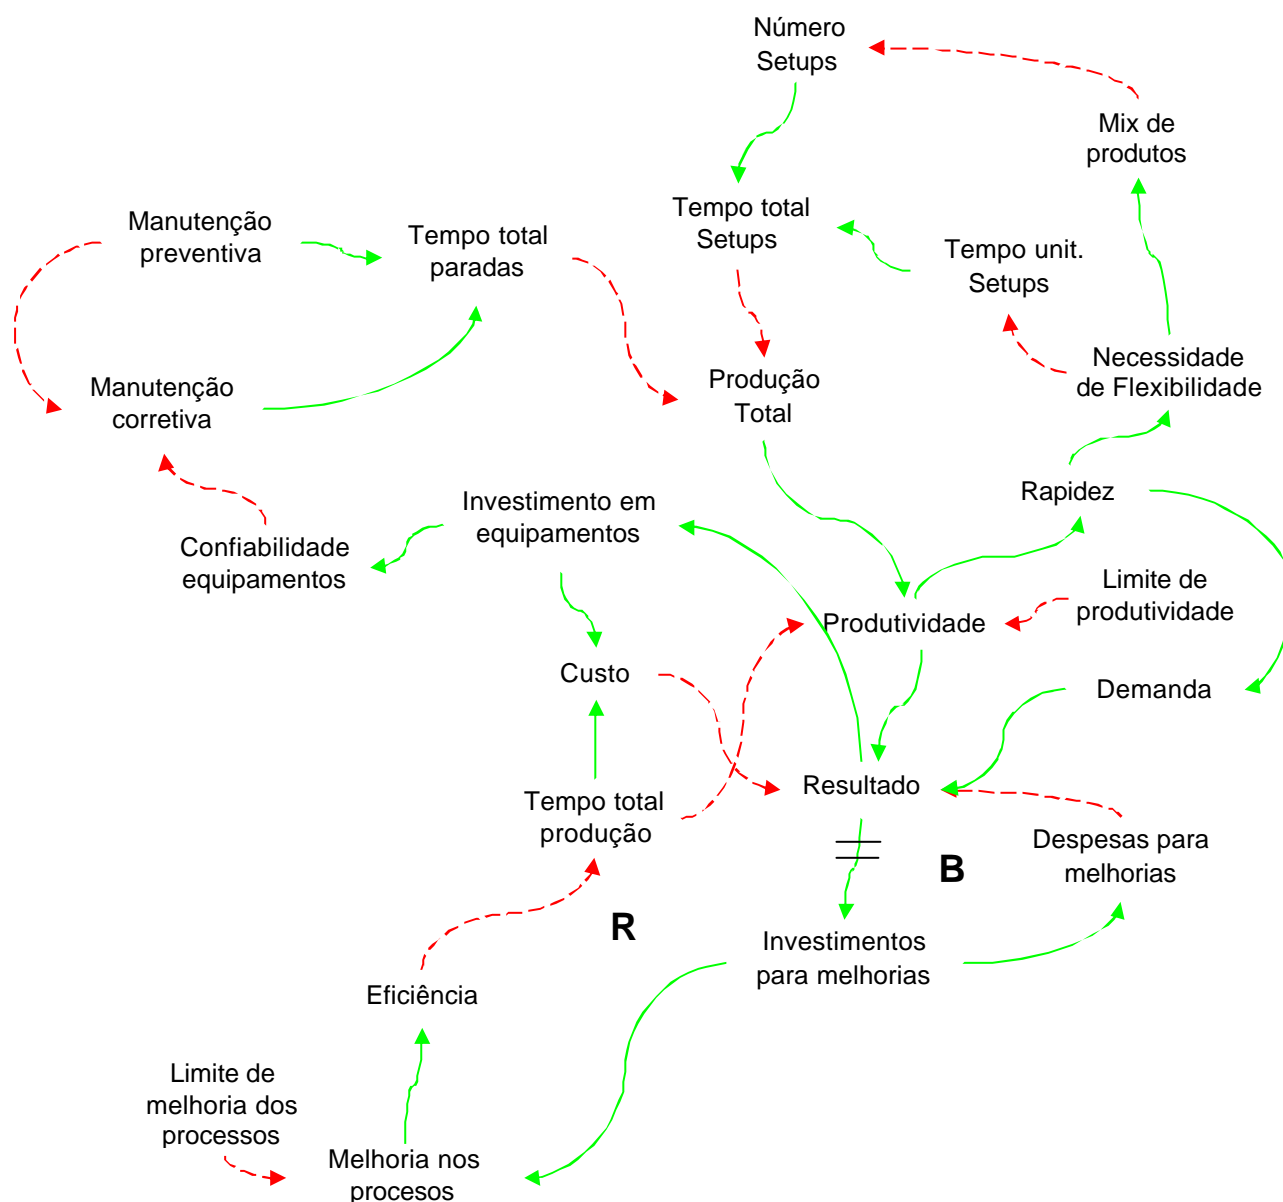 Número
Setups
Mix de
produtos
Manutenção
preventiva
Tempo total
paradas
Tempo total
Setups
Tempo unit.
Setups
Manutenção
corretiva
Produção
Total
Necessidade
de Flexibilidade
Confiabilidade
equipamentos
Investimento em
equipamentos
Rapidez
Limite de
produtividade
Produtividade
Custo
Demanda
Resultado
Tempo total
produção
Despesas para
melhorias
B
R
Investimentos
para melhorias
Eficiência
Limite de
melhoria dos
processos
Melhoria nos
procesos